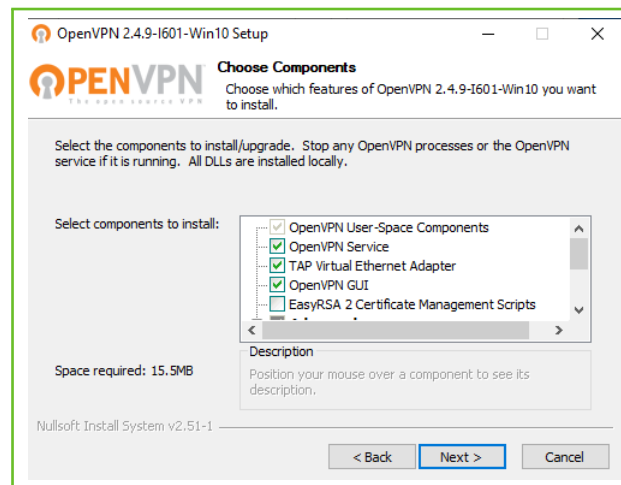 OpenVPN 2.4.9-I601-Win10 Setup
OPENVPN
The open source VPN
Choose Components
Choose which features of OpenVPN 2.4.9-I601-Win10 you want
to install.
Select the components to install/upgrade. Stop any OpenVPN processes or the OpenVPN
service if it is running. All DLLs are installed locally.
Select components to install:
OpenVPN User-Space Components
OpenVPN Service
TAP Virtual Ethernet Adapter
OpenVPN GUI
EasyRSA 2 Certificate Management Scripts
Space required: 15.5MB
Description
Position your mouse over a component to see its
description.
Nullsoft Install System v2.51-1
< Back
Next >
Cancel